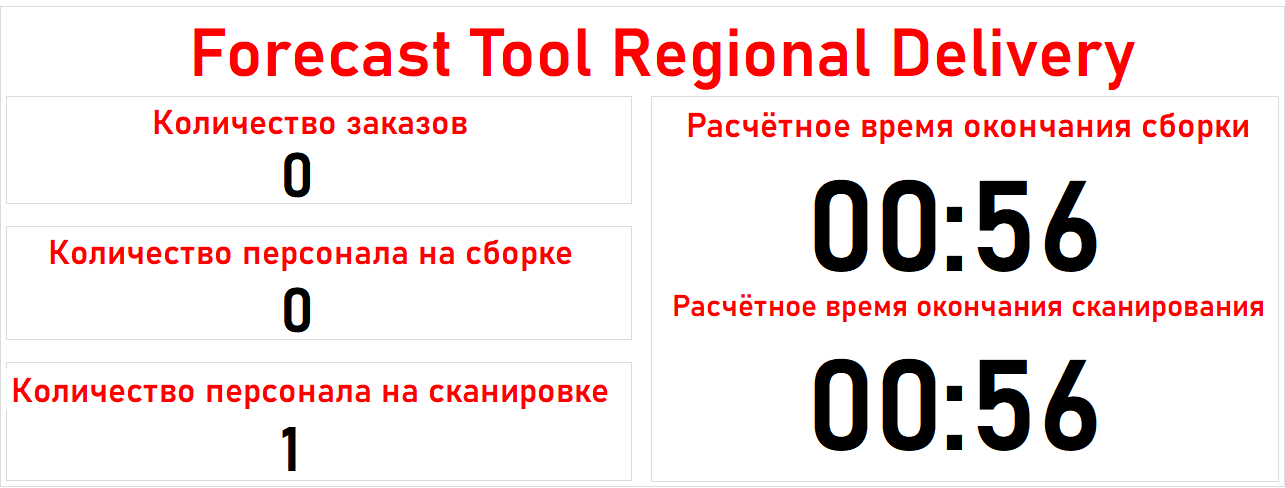 Forecast Tool Regional Delivery
Количество заказов
0
Количество персонала на сборке
0
Количество персонала на сканировке
1
Расчётное время окончания сборки
00:56
Расчётное время окончания сканирования
00:56